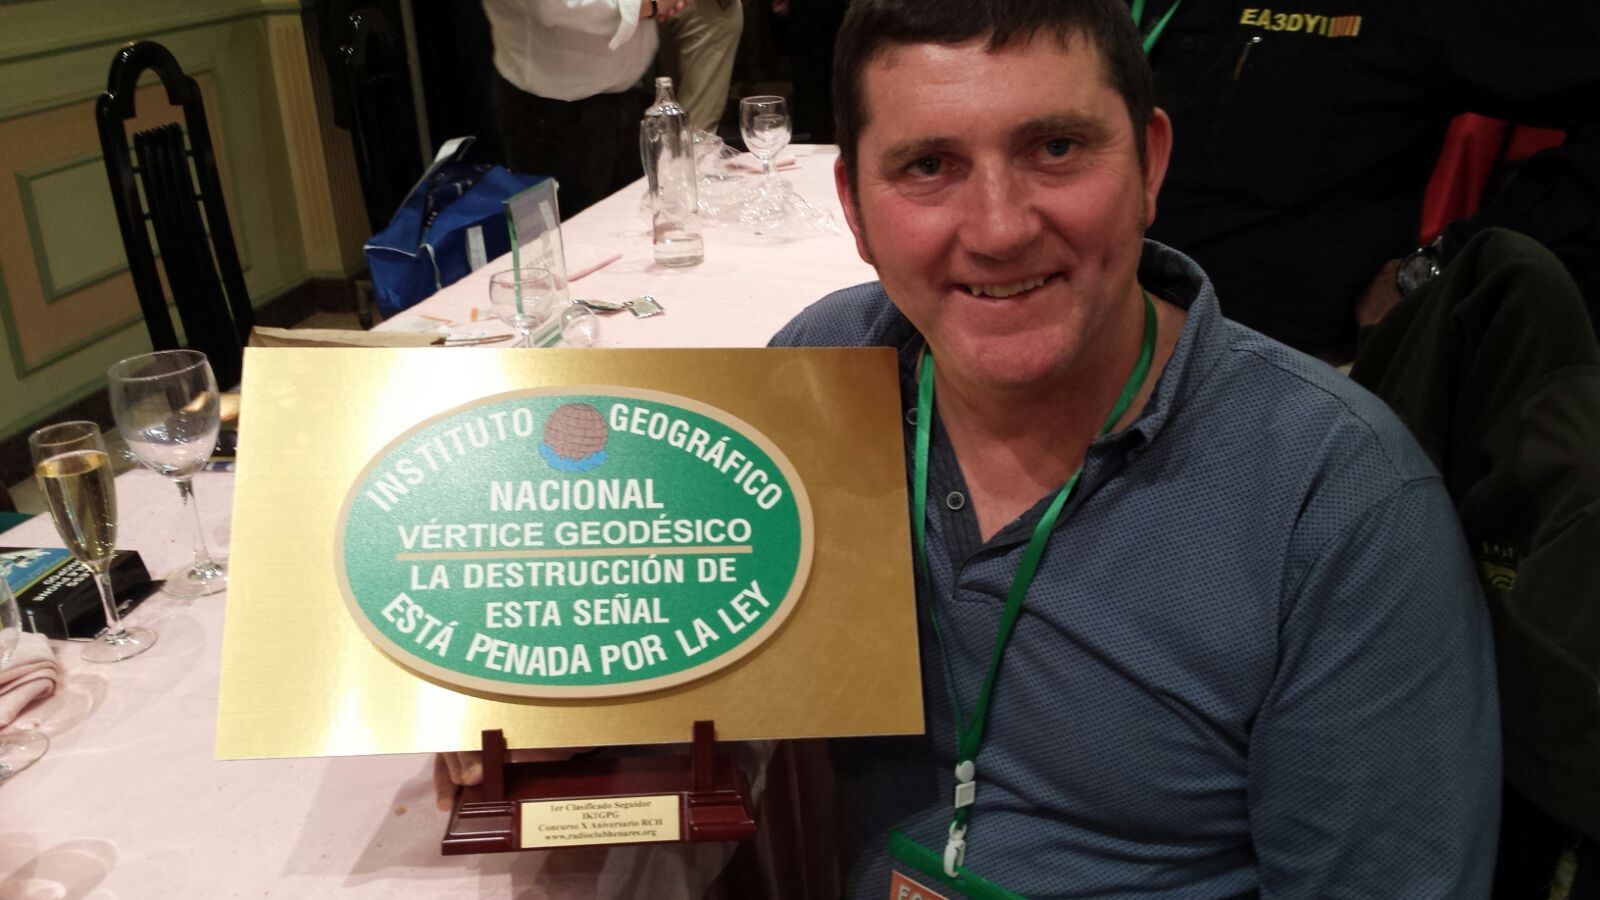 EA3DYI
INSTITUTO GEOGRÁFICO
NACIONAL
VÉRTICE GEODÉSICO
LA DESTRUCCIÓN DE
ESTA SEÑAL
ESTÁ PENADA POR LA LEY
1er Clasificado Seguidor
IK1GPG
Concurso X Aniversario RCH
www.radioclubhenares.org